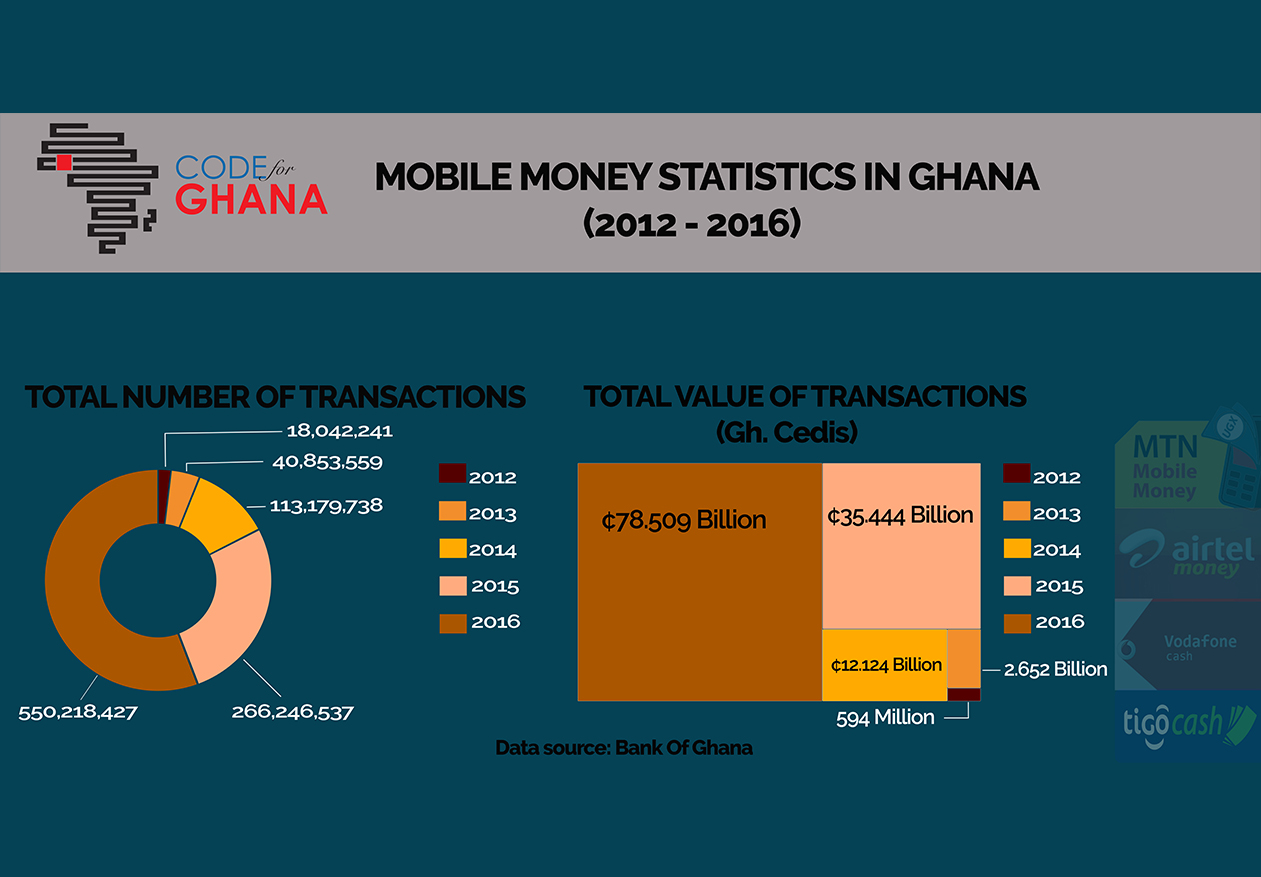 CODE for
GHANA
MOBILE MONEY STATISTICS IN GHANA
(2012 - 2016)
TOTAL NUMBER OF TRANSACTIONS
18,042,241
40,853,559
113,179,738
550,218,427
266,246,537
2012
2013
2014
2015
2016
TOTAL VALUE OF TRANSACTIONS
(Gh. Cedis)
₵78.509 Billion
₵35.444 Billion
₵12.124 Billion
2.652 Billion
594 Million
2012
2013
2014
2015
2016
UGX
MTN
Mobile
Money
airtel
money
Vodafone
cash
tigo cash
Data source: Bank Of Ghana